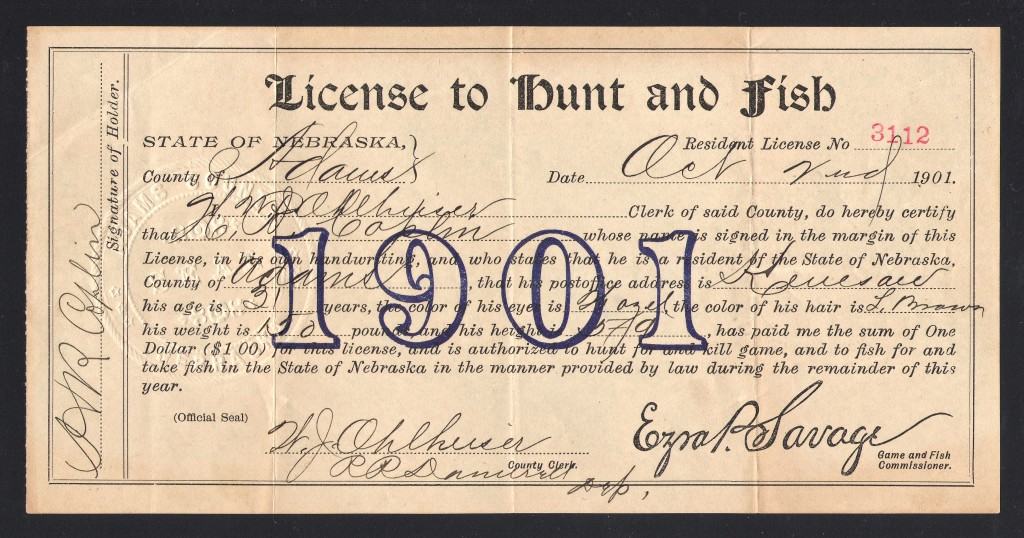 License to Hunt and Fish
STATE OF NEBRASKA,} Resident License No 3112
County of Adams Date Oct 2nd 1901.
W. J. Ohlheiser Clerk of said County, do hereby certify
that whose name is signed in the margin of this
License, in his own handwriting, and who states that he is a resident of the State of Nebraska,
County of Adams, that his postoffice address is Kenesaw
his age is 31 years, the color of his eye is Hazel the color of his hair is L. Brown
his weight is pounds and his height is, has paid me the sum of One
Dollar ($1 00) for this license, and is authorized to hunt for and kill game, and to fish for and
take fish in the State of Nebraska in the manner provided by law during the remainder of this
year.
1901
(Official Seal)
W. J. Ohlheiser
County Clerk.
Dep,
Ezra P. Savage
Game and Fish
Commissioner.
Signature of Holder.